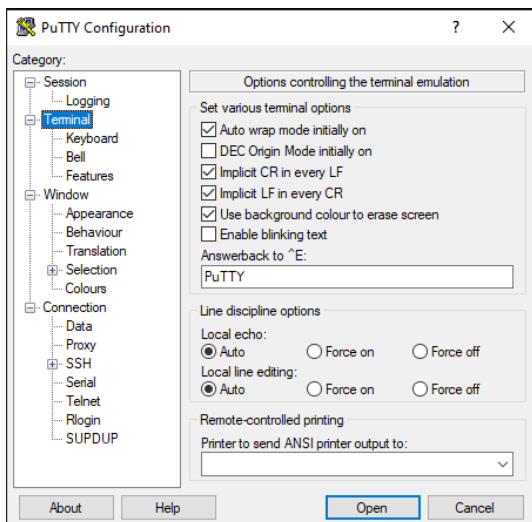 PuTTY Configuration
?
Category:
Session
Logging
Terminal
Keyboard
Bell
Features
Window
Appearance
Behaviour
Translation
Selection
Colours
Connection
Data
Proxy
SSH
Serial
Telnet
Rlogin
SUPDUP
Options controlling the terminal emulation
Set various terminal options
Auto wrap mode initially on
DEC Origin Mode initially on
Implicit CR in every LF
Implicit LF in every CR
Use background colour to erase screen
Enable blinking text
Answerback to ^E:
PuTTY
Line discipline options
Local echo:
Auto Force on Force off
Local line editing:
Auto Force on Force off
Remote-controlled printing
Printer to send ANSI printer output to:
About Help Open Cancel